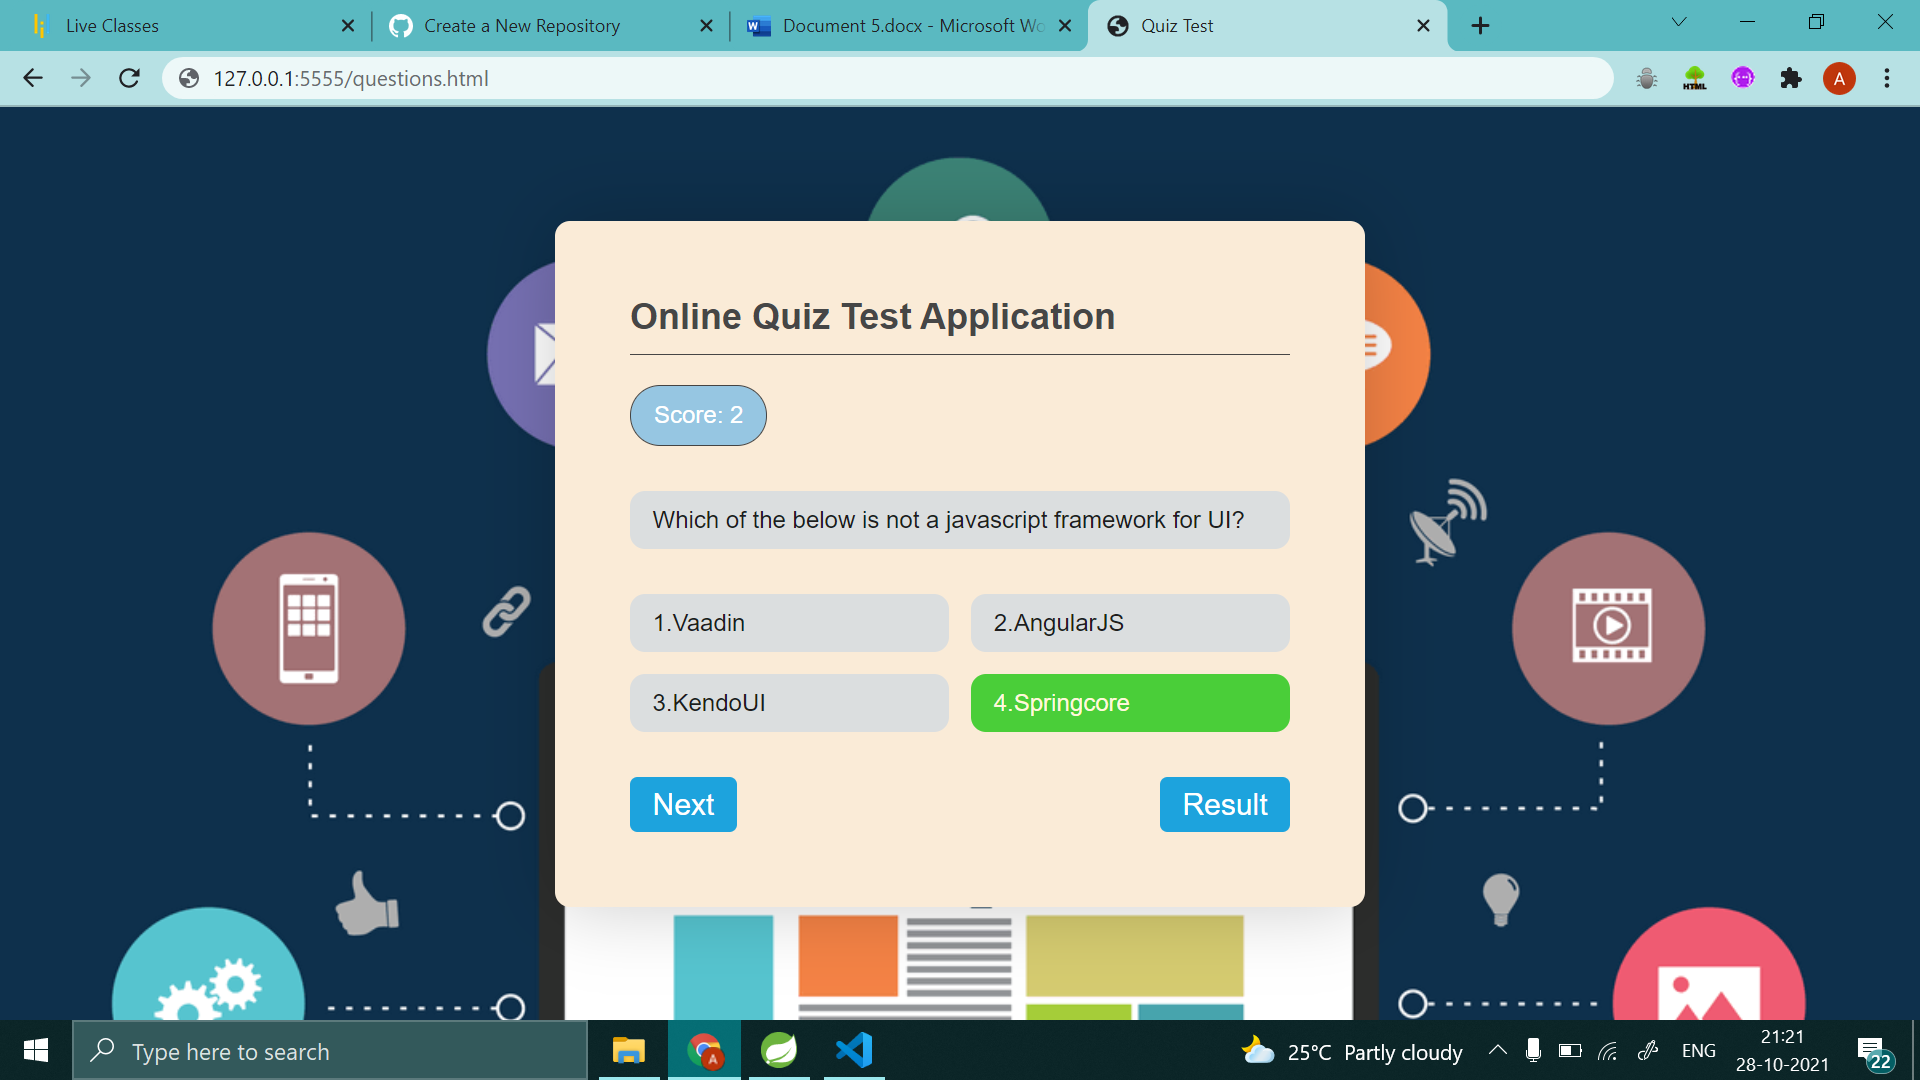 Live Classes
Create a New Repository
Document 5.docx - Microsoft Wo
Quiz Test
127.0.0.1:5555/questions.html
HTML
A
Online Quiz Test Application
Score: 2
Which of the below is not a javascript framework for UI?
1.Vaadin
2.AngularJS
3.KendoUI
4.Springcore
Next
Result
Type here to search
A
25°C Partly cloudy
ENG
21:21
28-10-2021
22